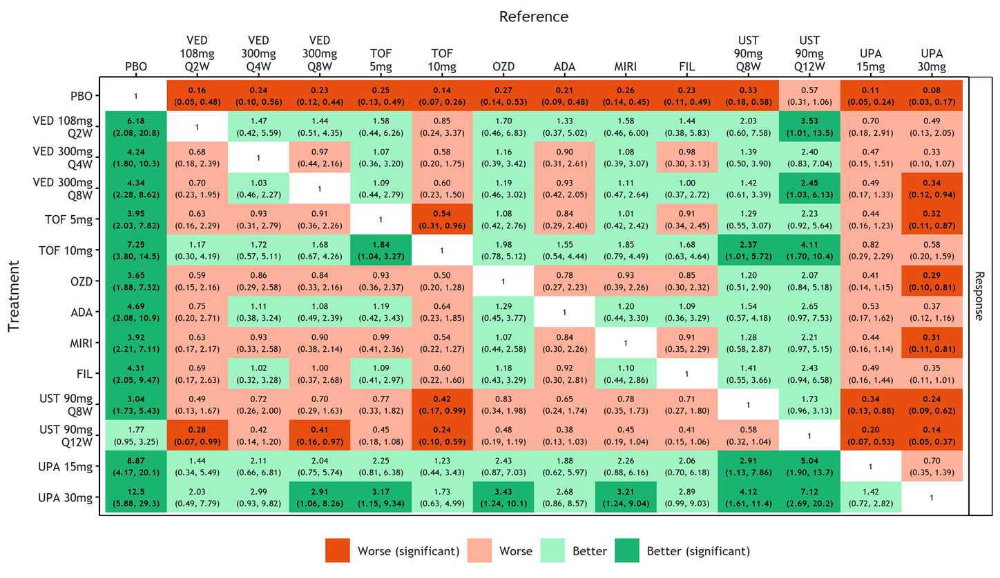 Reference
VED VED VED UST UST
108mg 300mg 300mg TOF TOF 90mg 90mg UPA UPA
PBO Q2W Q4W Q8W 5mg 10mg OZD ADA MIRI FIL Q8W Q12W 15mg 30mg
PBO 1 0.16 0.24 0.23 0.25 0.14 0.27 0.21 0.26 0.23 0.33 0.57 0.11 0.08
(0.05, 0.48) (0.10, 0.56) (0.12, 0.44) (0.13, 0.49) (0.07, 0.26) (0.14, 0.53) (0.09, 0.48) (0.14, 0.45) (0.11, 0.49) (0.18, 0.58) (0.31, 1.06) (0.05, 0.24) (0.03, 0.17)
VED 108mg 6.18 1 1.47 1.44 1.58 0.85 1.70 1.33 1.58 1.44 2.03 3.53 0.70 0.49
Q2W (2.08, 20.8) (0.42, 5.59) (0.51, 4.35) (0.44, 6.26) (0.24, 3.37) (0.46, 6.83) (0.37, 5.02) (0.46, 6.00) (0.38, 5.83) (0.60, 7.58) (1.01, 13.5) (0.18, 2.91) (0.13, 2.05)
VED 300mg 4.24 0.68 1 0.97 1.07 0.58 1.16 0.90 1.08 0.98 1.39 2.40 0.47 0.33
Q4W (1.80, 10.3) (0.18, 2.39) (0.44, 2.16) (0.36, 3.20) (0.20, 1.75) (0.39, 3.42) (0.31, 2.61) (0.39, 3.07) (0.30, 3.13) (0.50, 3.90) (0.83, 7.04) (0.15, 1.51) (0.10, 1.07)
VED 300mg 4.34 0.70 1.03 1 1.09 0.60 1.19 0.93 1.11 1.00 1.42 2.45 0.49 0.34
Q8W (2.28, 8.62) (0.23, 1.95) (0.46, 2.27) (0.44, 2.79) (0.23, 1.50) (0.46, 3.02) (0.42, 2.05) (0.47, 2.64) (0.37, 2.72) (0.61, 3.39) (1.03, 6.13) (0.17, 1.33) (0.12, 0.94)
TOF 5mg 3.95 0.63 0.93 0.91 1 0.54 1.08 0.84 1.01 0.91 1.29 2.23 0.44 0.32
(2.03, 7.82) (0.16, 2.29) (0.31, 2.79) (0.36, 2.26) (0.31, 0.96) (0.42, 2.76) (0.29, 2.40) (0.42, 2.42) (0.34, 2.45) (0.55, 3.07) (0.92, 5.64) (0.16, 1.23) (0.11, 0.87)
TOF 10mg 7.25 1.17 1.72 1.68 1.84 1 1.98 1.55 1.85 1.68 2.37 4.11 0.82 0.58
(3.80, 14.5) (0.30, 4.19) (0.57, 5.11) (0.67, 4.26) (1.04, 3.27) (0.78, 5.12) (0.54, 4.44) (0.79, 4.49) (0.63, 4.64) (1.01, 5.72) (1.70, 10.4) (0.29, 2.29) (0.20, 1.59)
OZD 3.65 0.59 0.86 0.84 0.93 0.50 1 0.78 0.93 0.85 1.20 2.07 0.41 0.29
(1.88, 7.32) (0.15, 2.16) (0.29, 2.58) (0.33, 2.16) (0.36, 2.37) (0.20, 1.28) (0.27, 2.23) (0.39, 2.26) (0.30, 2.32) (0.51, 2.90) (0.84, 5.18) (0.14, 1.15) (0.10, 0.81)
ADA 4.69 0.75 1.11 1.08 1.19 0.64 1.29 1 1.20 1.09 1.54 2.65 0.53 0.37
(2.08, 10.9) (0.20, 2.71) (0.38, 3.24) (0.49, 2.39) (0.42, 3.43) (0.23, 1.85) (0.45, 3.77) (0.44, 3.30) (0.36, 3.29) (0.57, 4.18) (0.97, 7.53) (0.17, 1.62) (0.12, 1.16)
MIRI 3.92 0.63 0.93 0.90 0.99 0.54 1.07 0.84 1 0.91 1.28 2.21 0.44 0.31
(2.21, 7.11) (0.17, 2.17) (0.33, 2.58) (0.38, 2.14) (0.41, 2.36) (0.22, 1.27) (0.44, 2.58) (0.30, 2.26) (0.35, 2.29) (0.58, 2.87) (0.97, 5.15) (0.16, 1.14) (0.11, 0.81)
FIL 4.31 0.69 1.02 1.00 1.09 0.60 1.18 0.92 1.10 1 1.41 2.43 0.49 0.35
(2.05, 9.47) (0.17, 2.63) (0.32, 3.28) (0.37, 2.68) (0.41, 2.97) (0.22, 1.60) (0.43, 3.29) (0.30, 2.81) (0.44, 2.86) (0.55, 3.66) (0.94, 6.58) (0.16, 1.44) (0.11, 1.01)
UST 90mg 3.04 0.49 0.72 0.70 0.77 0.42 0.83 0.65 0.78 0.71 1 1.73 0.34 0.24
Q8W (1.73, 5.43) (0.13, 1.67) (0.26, 2.00) (0.29, 1.63) (0.33, 1.82) (0.17, 0.99) (0.34, 1.98) (0.24, 1.74) (0.35, 1.73) (0.27, 1.80) (0.96, 3.13) (0.13, 0.88) (0.09, 0.62)
UST 90mg 1.77 0.28 0.42 0.41 0.45 0.24 0.48 0.38 0.45 0.41 0.58 1 0.20 0.14
Q12W (0.95, 3.25) (0.07, 0.99) (0.14, 1.20) (0.16, 0.97) (0.18, 1.08) (0.10, 0.59) (0.19, 1.19) (0.13, 1.03) (0.19, 1.04) (0.15, 1.06) (0.32, 1.04) (0.07, 0.53) (0.05, 0.37)
UPA 15mg 8.87 1.44 2.11 2.04 2.25 1.23 2.43 1.88 2.26 2.06 2.91 5.04 1 0.70
(4.17, 20.1) (0.34, 5.49) (0.66, 6.81) (0.75, 5.74) (0.81, 6.38) (0.44, 3.43) (0.87, 7.03) (0.62, 5.97) (0.88, 6.16) (0.70, 6.18) (1.13, 7.86) (1.90, 13.7) (0.35, 1.39)
UPA 30mg 12.5 2.03 2.99 2.91 3.17 1.73 3.43 2.68 3.21 2.89 4.12 7.12 1.42 1
(5.88, 29.3) (0.49, 7.79) (0.93, 9.82) (1.06, 8.26) (1.15, 9.34) (0.63, 4.99) (1.24, 10.1) (0.86, 8.57) (1.24, 9.04) (0.99, 9.03) (1.61, 11.4) (2.69, 20.2) (0.72, 2.82)
Treatment
Response
Worse (significant) Worse Better Better (significant)